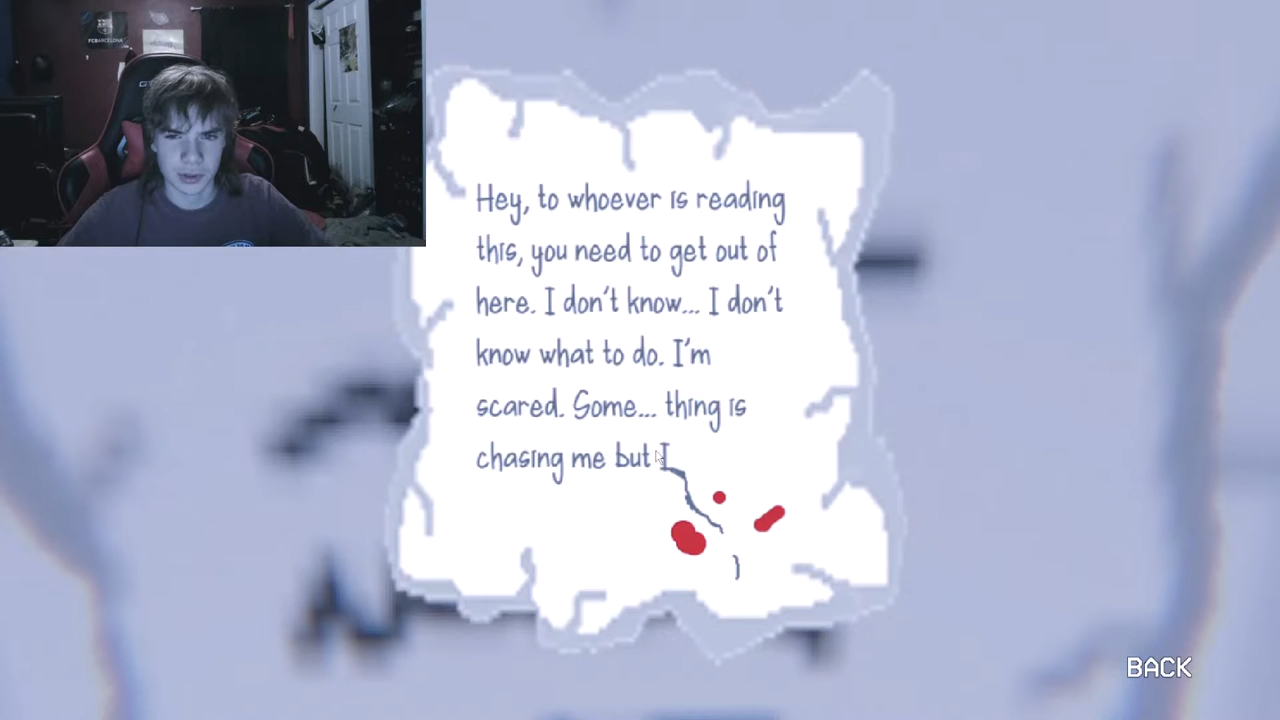 FCBARCELONA
Hey, to whoever is reading
this, you need to get out of
here. I don't know... I don't
know what to do. I'm
scared. Some... thing is
chasing me but I
BACK